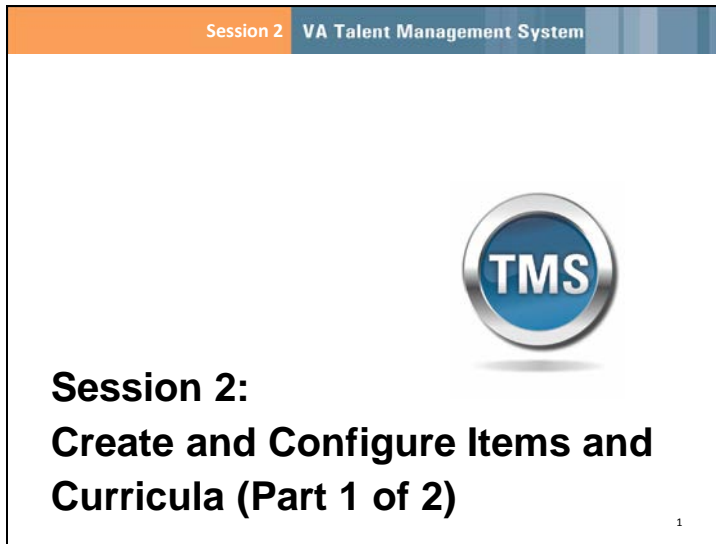 Session 2 VA Talent Management System
TMS
Session 2:
Create and Configure Items and
Curricula (Part 1 of 2)
1